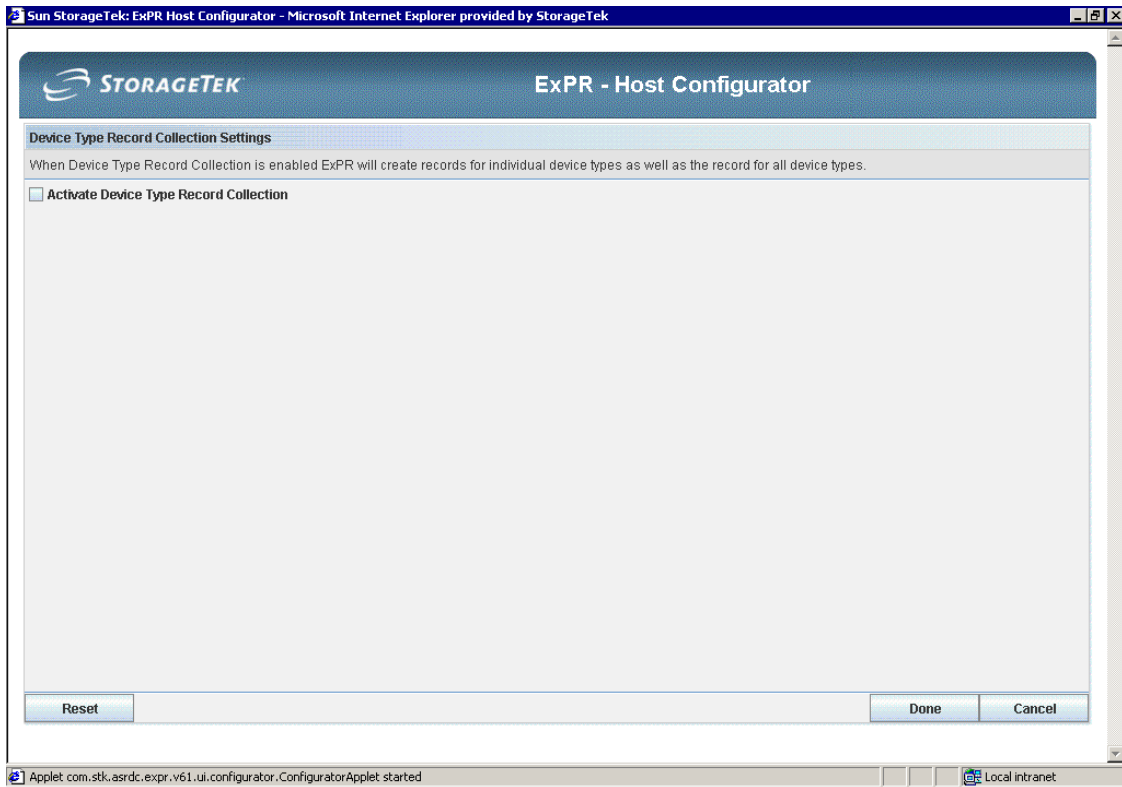 Sun StorageTek: ExPR Host Configurator - Microsoft Internet Explorer provided by StorageTek
STORAGETEK
ExPR - Host Configurator
Device Type Record Collection Settings
When Device Type Record Collection is enabled ExPR will create records for individual device types as well as the record for all device types.
Activate Device Type Record Collection
Reset
Done
Cancel
Applet com.stk.asrdc.expr.v61.ui.configurator.ConfiguratorApplet started
Local intranet